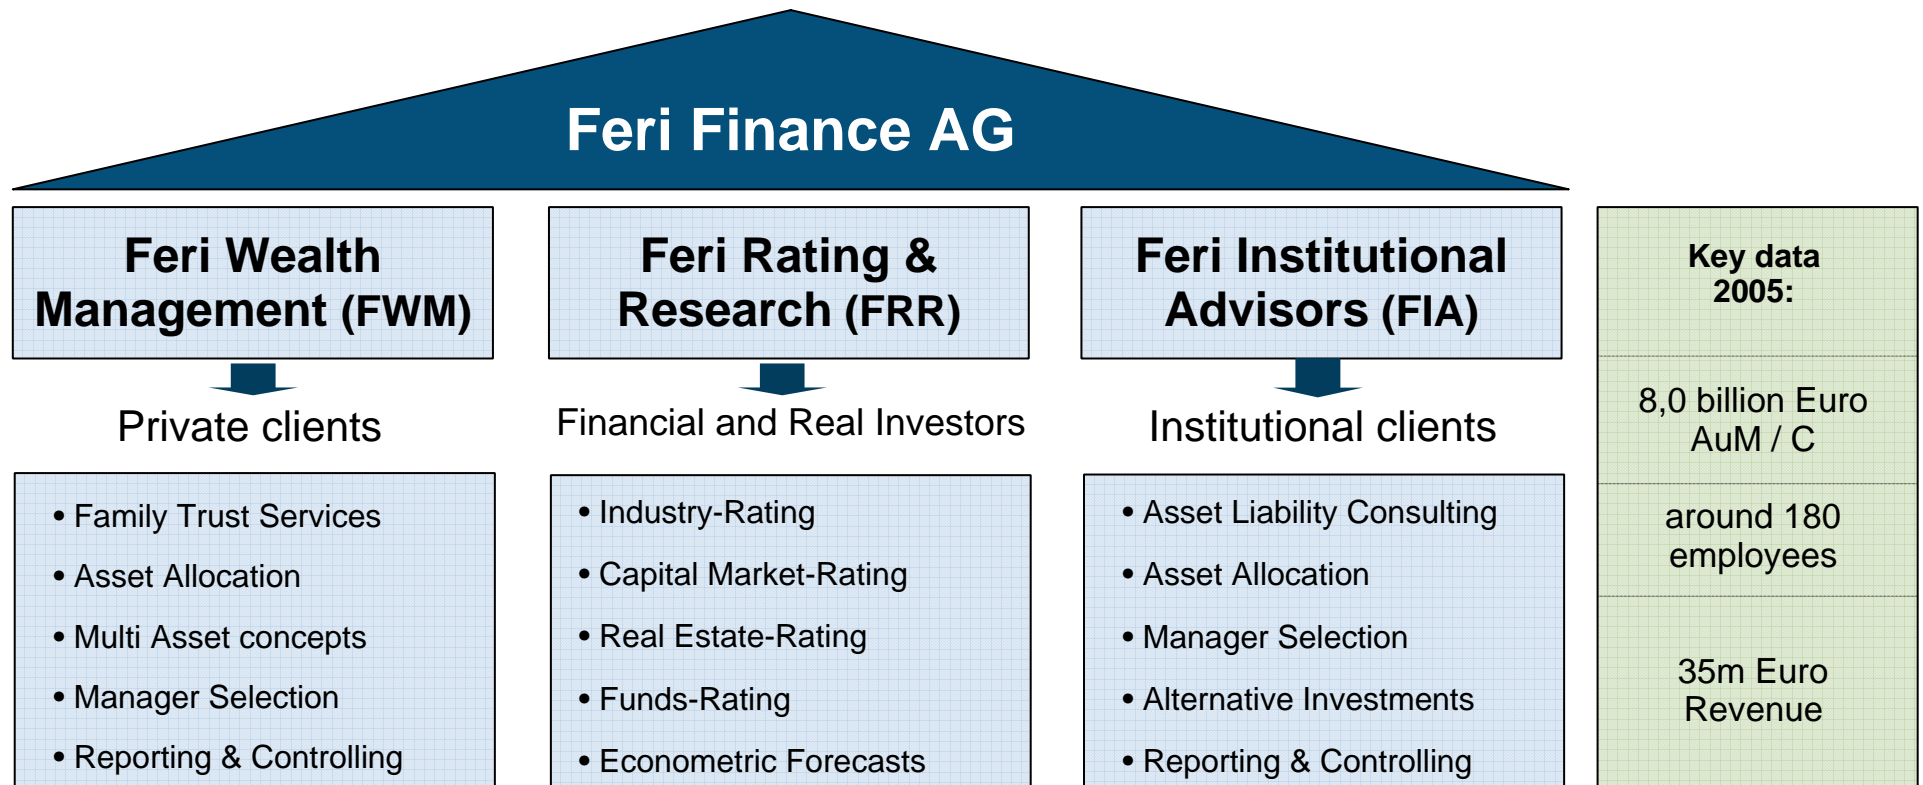 Feri Finance AG
Feri Wealth
Management (FWM)
Private clients
• Family Trust Services
• Asset Allocation
• Multi Asset concepts
• Manager Selection
• Reporting & Controlling
Feri Rating &
Research (FRR)
Financial and Real Investors
• Industry-Rating
• Capital Market-Rating
• Real Estate-Rating
• Funds-Rating
• Econometric Forecasts
Feri Institutional
Advisors (FIA)
Institutional clients
• Asset Liability Consulting
• Asset Allocation
• Manager Selection
• Alternative Investments
• Reporting & Controlling
Key data
2005:
8,0 billion Euro
AuM / C
around 180
employees
35m Euro
Revenue